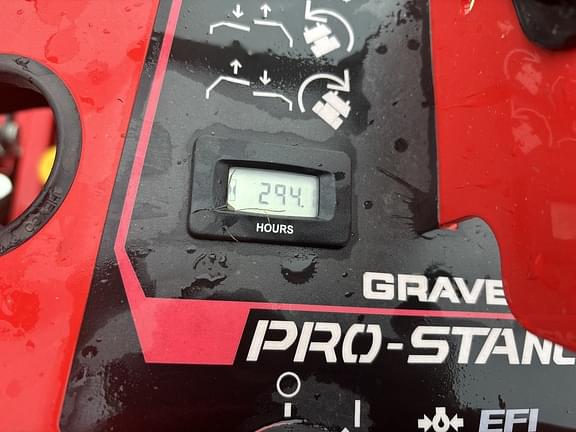 294.
HOURS
GRAVE
PRO-STANC
EFI